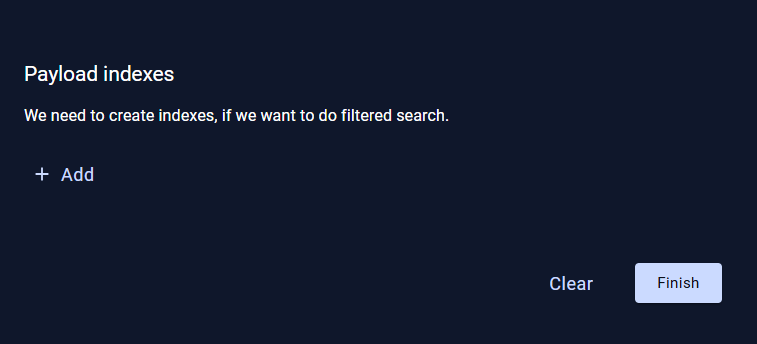 Payload indexes
We need to create indexes, if we want to do filtered search.
+ Add
Clear
Finish